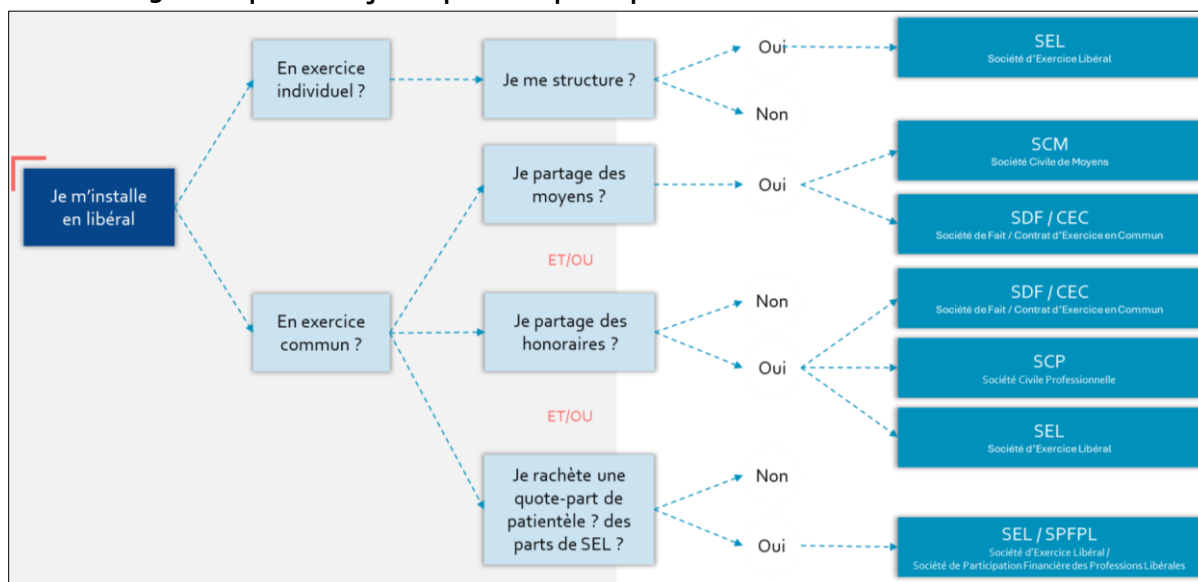 Je m'installe
en libéral
En exercice
individuel ?
Je me structure ?
Oui
SEL
Société d'Exercice Libéral
Non
En exercice
commun ?
Je partage des
moyens ?
Oui
SCM
Société Civile de Moyens
SDF / CEC
Société de Fait / Contrat d'Exercice en Commun
ET/OU
Je partage des
honoraires ?
Non
Oui
SDF / CEC
Société de Fait / Contrat d'Exercice en Commun
SCP
Société Civile Professionnelle
SEL
Société d'Exercice Libéral
ET/OU
Je rachète une
quote-part de
patientèle ? des
parts de SEL ?
Non
Oui
SEL / SPFPL
Société d'Exercice Libéral /
Société de Participation Financière des Professions Libérales